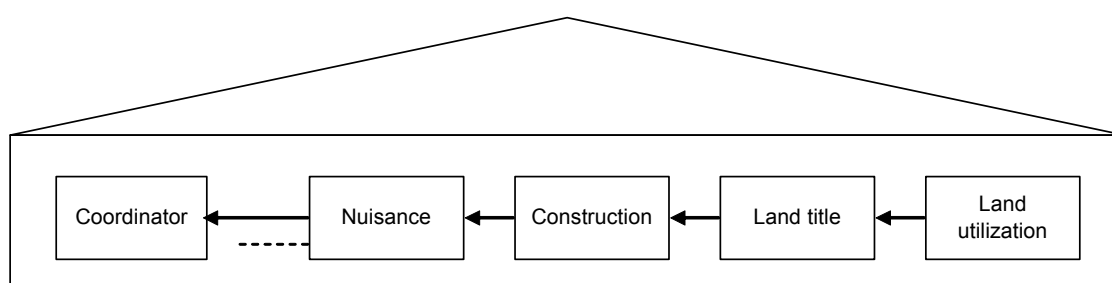 Coordinator
Nuisance
Construction
Land title
Land
utilization